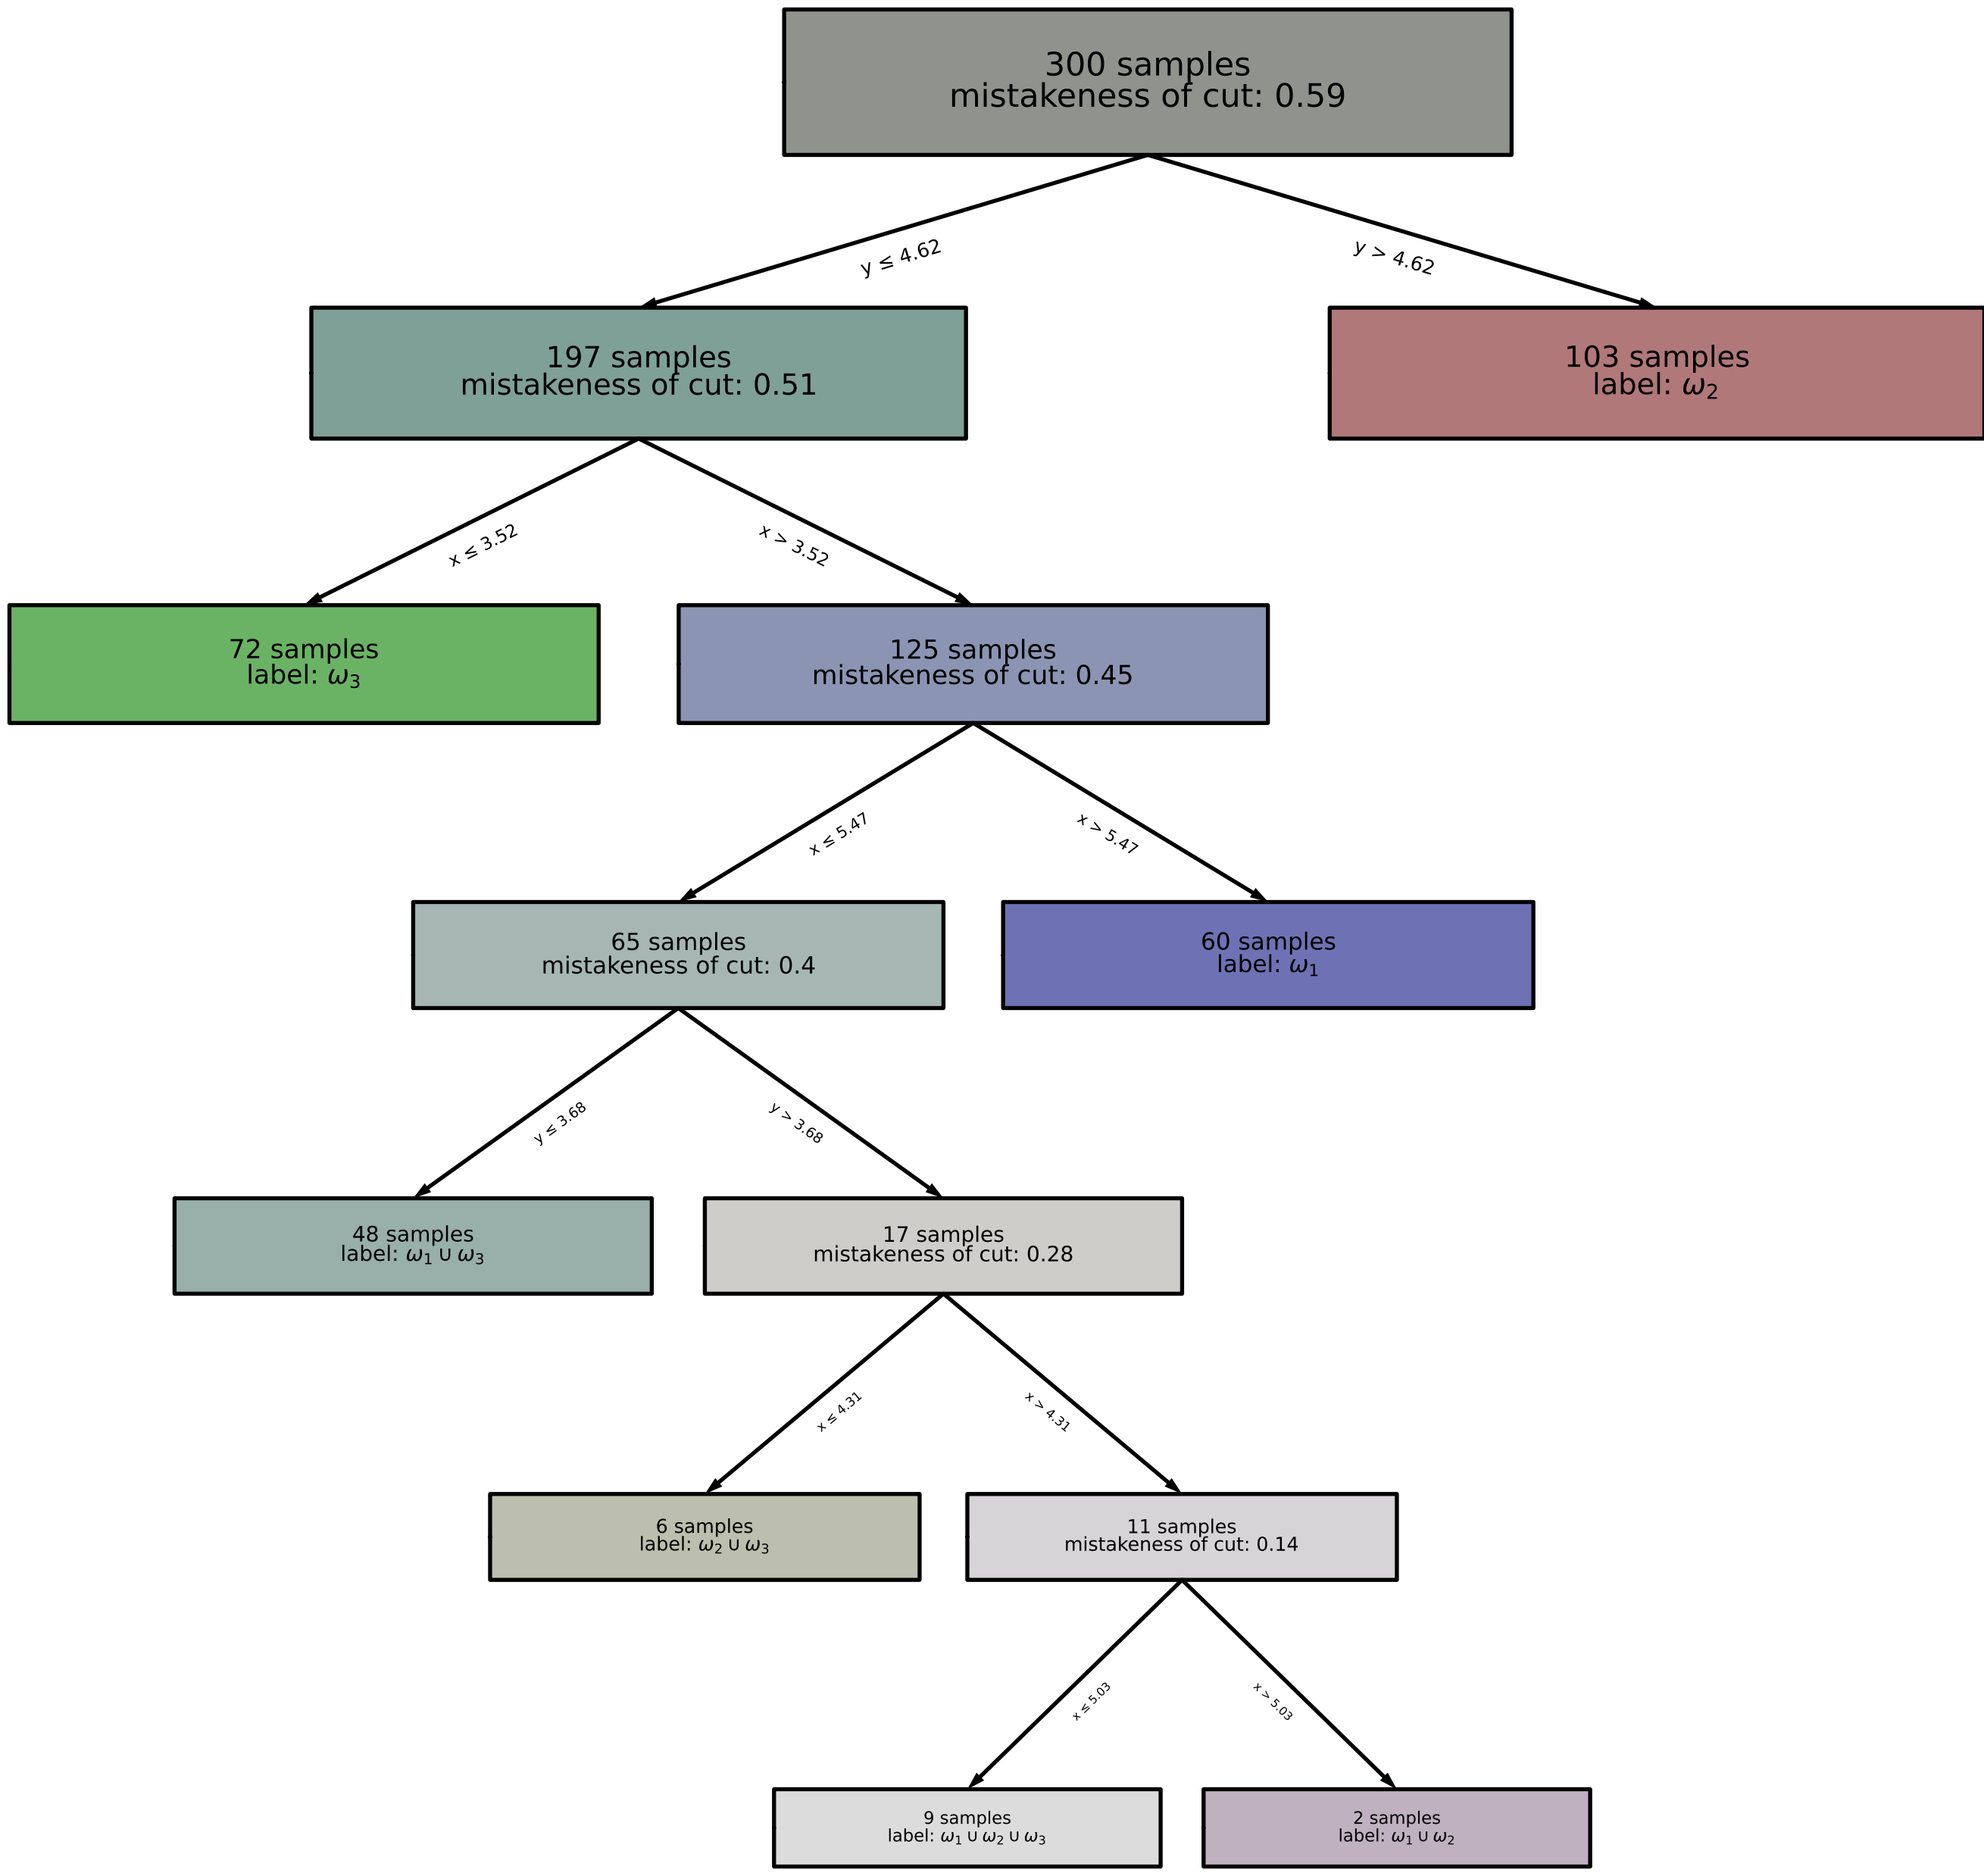 300 samples
mistakeness of cut: 0.59
y ≤ 4.62
y > 4.62
197 samples
mistakeness of cut: 0.51
103 samples
label: ω₂
x ≤ 3.52
x > 3.52
72 samples
label: ω₃
125 samples
mistakeness of cut: 0.45
x ≤ 5.47
x > 5.47
65 samples
mistakeness of cut: 0.4
60 samples
label: ω₁
y ≤ 3.68
y > 3.68
48 samples
label: ω₁ ∪ ω₃
17 samples
mistakeness of cut: 0.28
x ≤ 4.31
x > 4.31
6 samples
label: ω₂ ∪ ω₃
11 samples
mistakeness of cut: 0.14
x ≤ 5.03
x > 5.03
9 samples
label: ω₁ ∪ ω₂ ∪ ω₃
2 samples
label: ω₁ ∪ ω₂